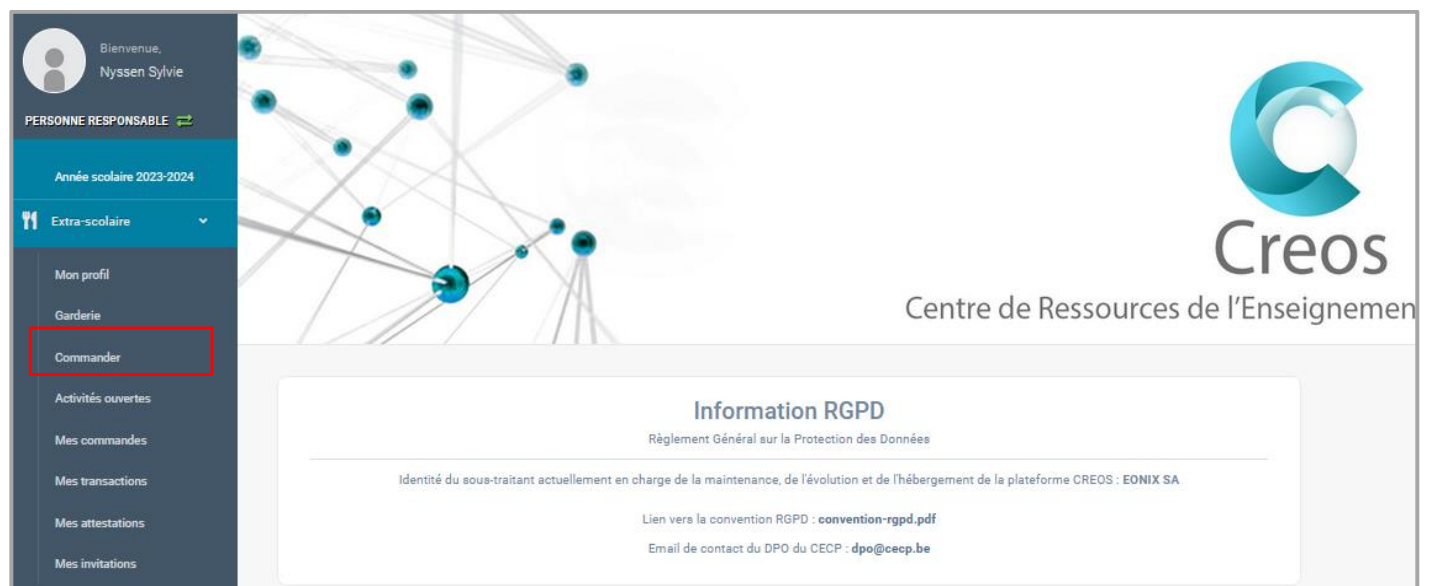 Bienvenue,
Nyssen Sylvie
PERSONNE RESPONSABLE
Année scolaire 2023-2024
Extra-scolaire
Mon profil
Garderie
Commander
Activités ouvertes
Mes commandes
Mes transactions
Mes attestations
Mes invitations
Creos
Centre de Ressources de l'Enseignemen
Information RGPD
Règlement Général sur la Protection des Données
Identité du sous-traitant actuellement en charge de la maintenance, de l'évolution et de l'hébergement de la plateforme CREOS : EONIX SA
Lien vers la convention RGPD : convention-rgpd.pdf
Email de contact du DPO du CECP : dpo@cecp.be